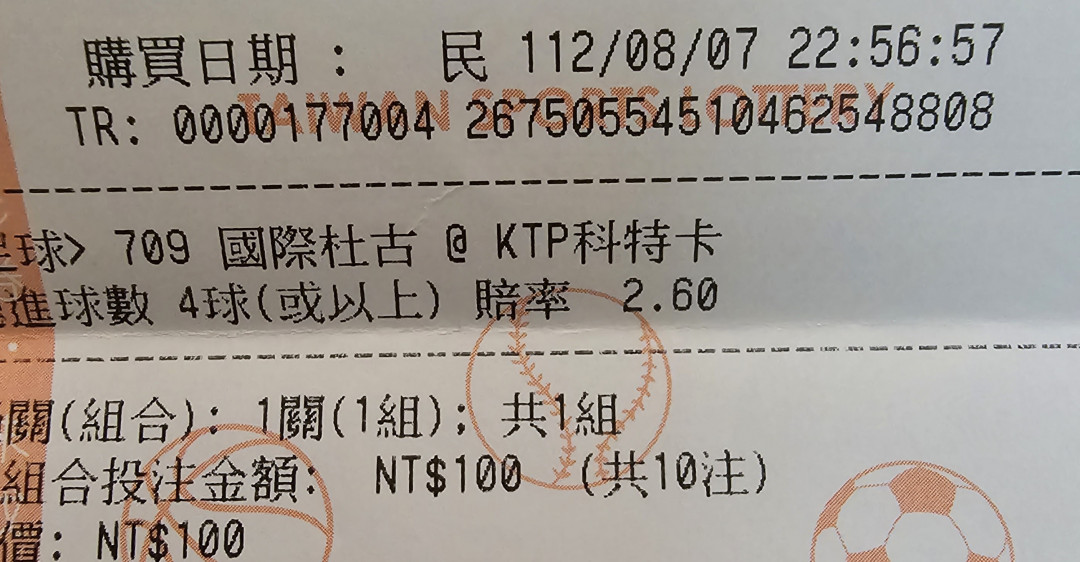 購買日期： 民 112/08/07 22:56:57
TAIWAN SPORTS LOTTERY
TR: 0000177004 26750554510462548808
足球> 709 國際杜古 @ KTP科特卡
進球數 4球(或以上) 賠率 2.60
關(組合): 1關(1組); 共1組
組合投注金額: NT$100 (共10注)
價: NT$100